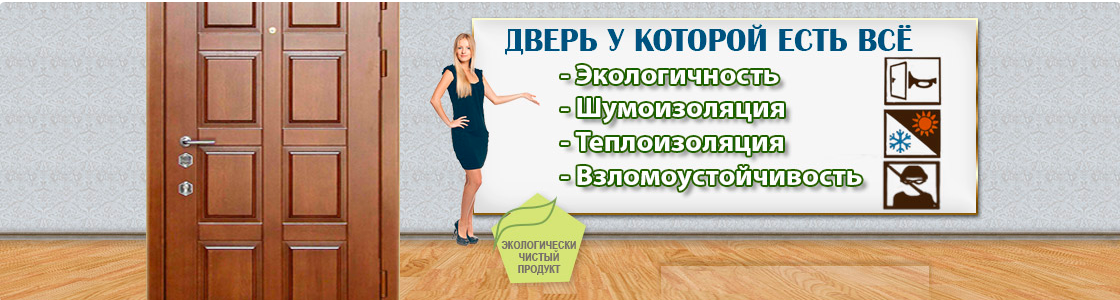 ДВЕРЬ У КОТОРОЙ ЕСТЬ ВСЁ
- Экологичность
- Шумоизоляция
- Теплоизоляция
- Взломоустойчивость
ЭКОЛОГИЧЕСКИ
ЧИСТЫЙ
ПРОДУКТ